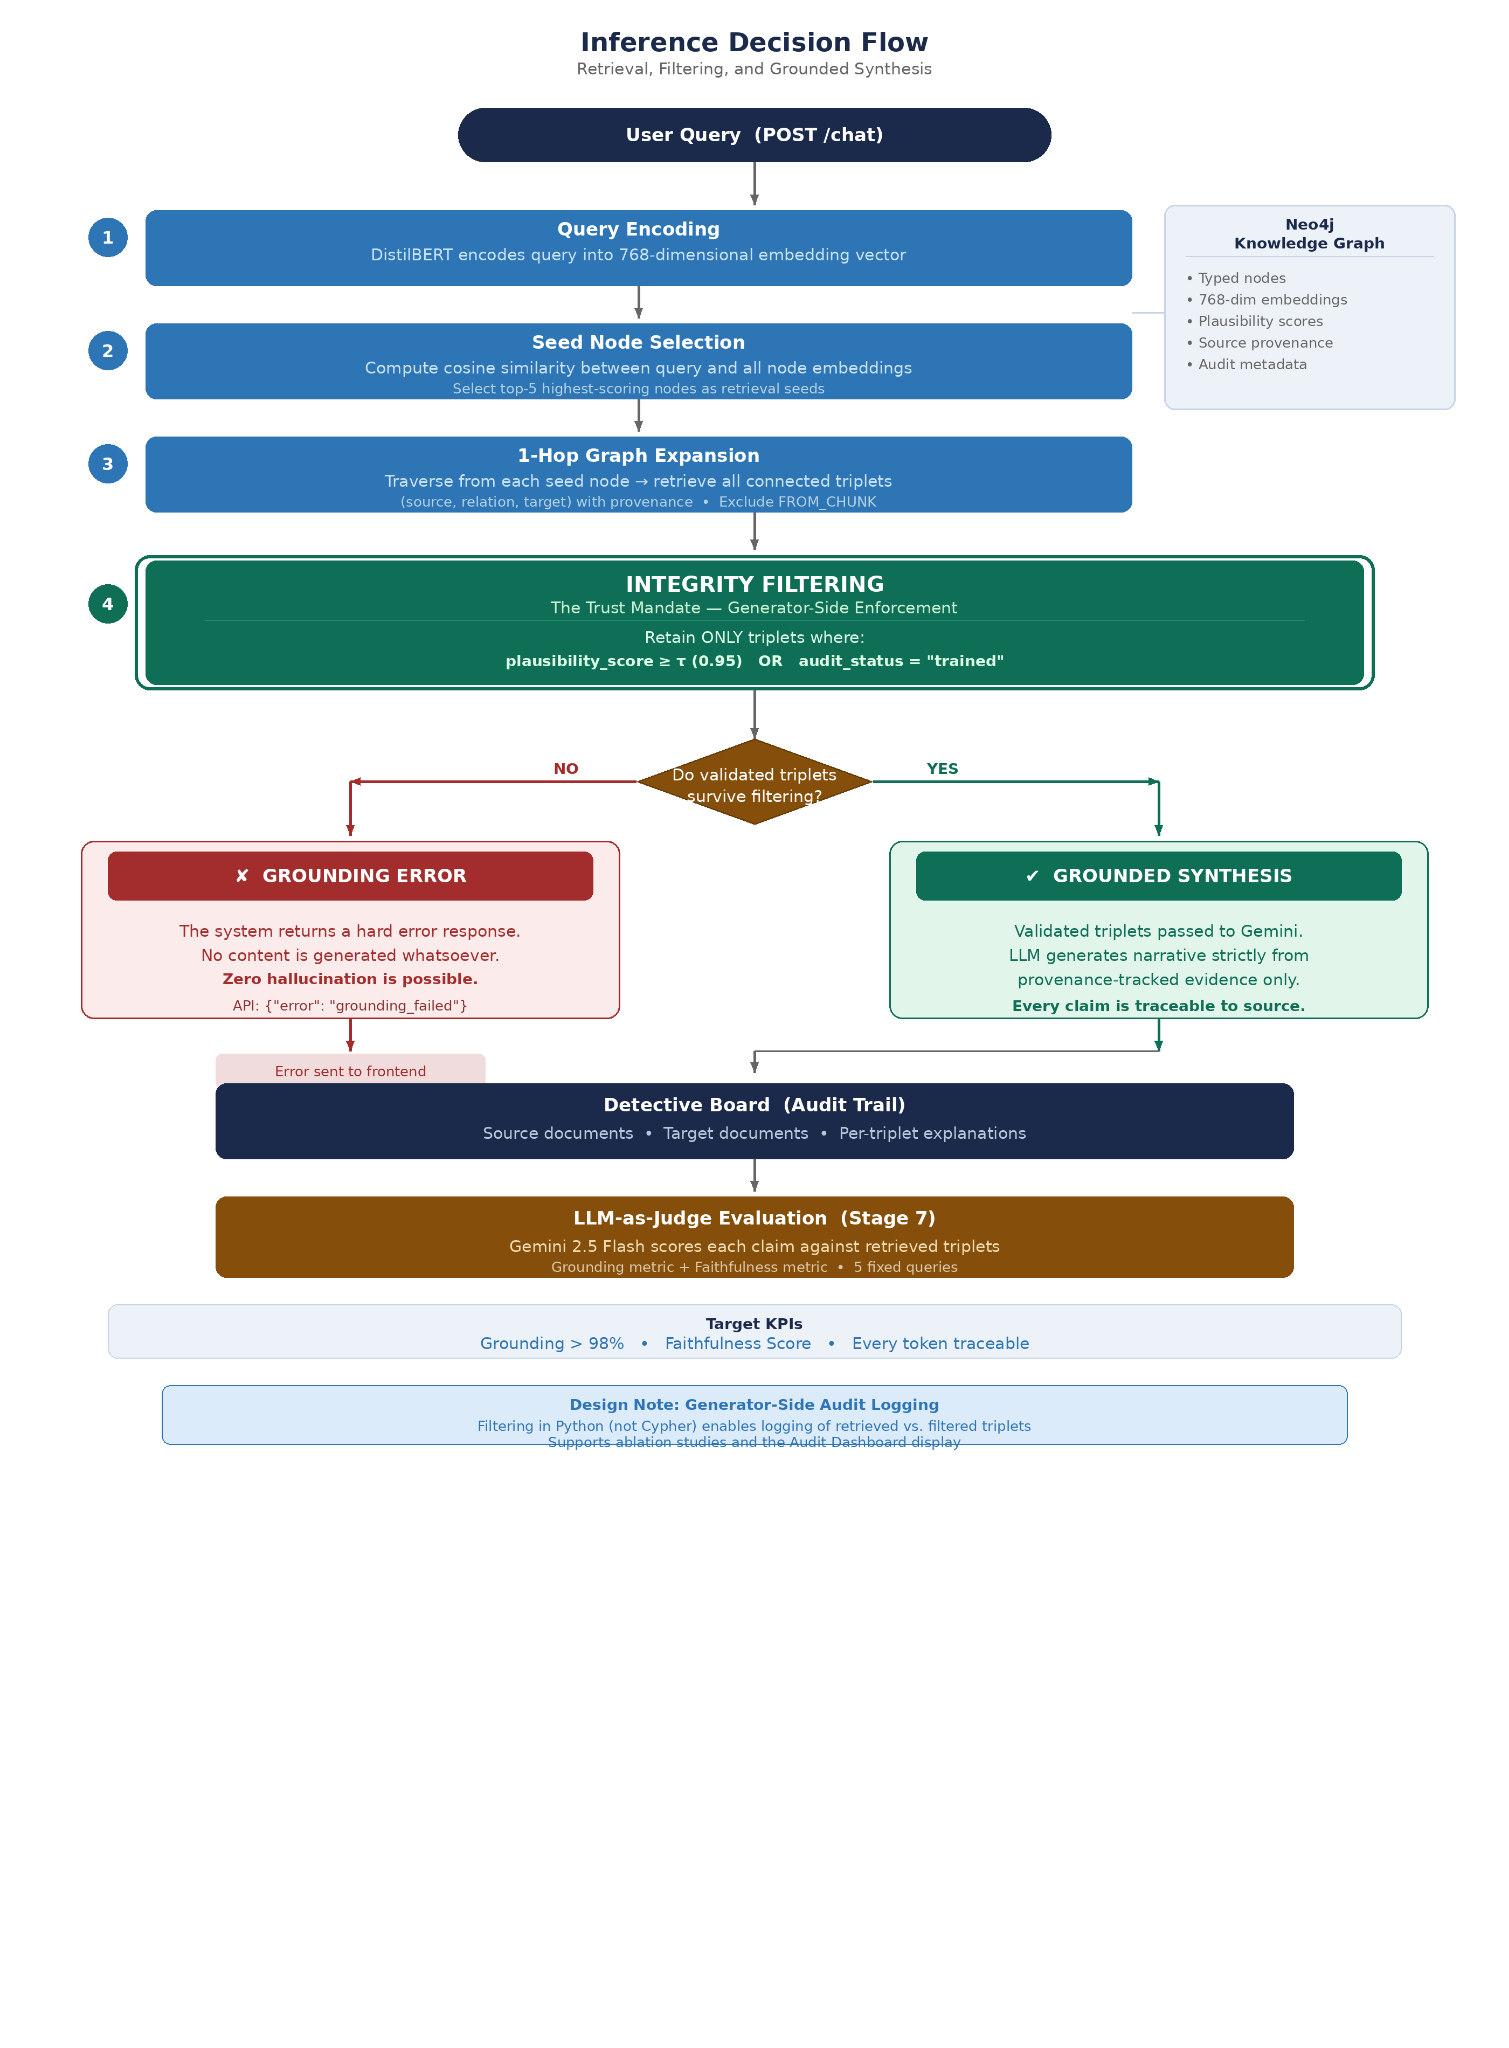 Inference Decision Flow
Retrieval, Filtering, and Grounded Synthesis
User Query  (POST /chat)
1
Query Encoding
DistilBERT encodes query into 768-dimensional embedding vector
Neo4j
Knowledge Graph
• Typed nodes
• 768-dim embeddings
• Plausibility scores
• Source provenance
• Audit metadata
2
Seed Node Selection
Compute cosine similarity between query and all node embeddings
Select top-5 highest-scoring nodes as retrieval seeds
3
1-Hop Graph Expansion
Traverse from each seed node → retrieve all connected triplets
(source, relation, target) with provenance  •  Exclude FROM_CHUNK
4
INTEGRITY FILTERING
The Trust Mandate — Generator-Side Enforcement
Retain ONLY triplets where:
plausibility_score ≥ τ (0.95)   OR   audit_status = "trained"
Do validated triplets
survive filtering?
NO
YES
✘  GROUNDING ERROR
The system returns a hard error response.
No content is generated whatsoever.
Zero hallucination is possible.
API: {"error": "grounding_failed"}
Error sent to frontend
✔  GROUNDED SYNTHESIS
Validated triplets passed to Gemini.
LLM generates narrative strictly from
provenance-tracked evidence only.
Every claim is traceable to source.
Detective Board  (Audit Trail)
Source documents  •  Target documents  •  Per-triplet explanations
LLM-as-Judge Evaluation  (Stage 7)
Gemini 2.5 Flash scores each claim against retrieved triplets
Grounding metric + Faithfulness metric  •  5 fixed queries
Target KPIs
Grounding > 98%   •   Faithfulness Score   •   Every token traceable
Design Note: Generator-Side Audit Logging
Filtering in Python (not Cypher) enables logging of retrieved vs. filtered triplets
Supports ablation studies and the Audit Dashboard display